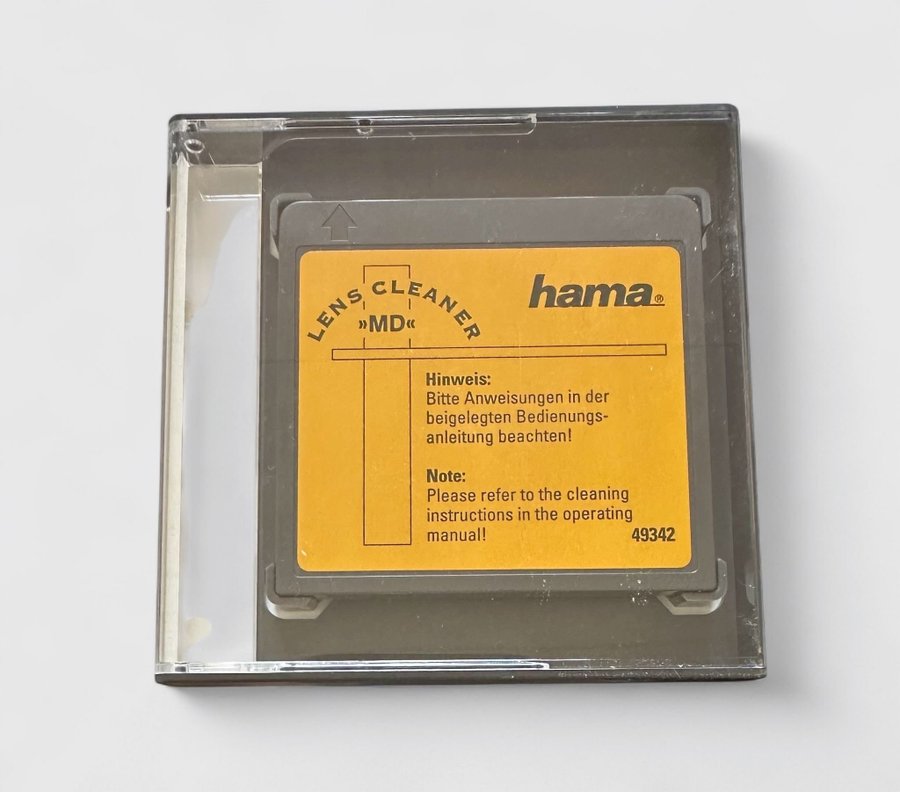 LENS CLEANER
»MD«
hama®
Hinweis:
Bitte Anweisungen in der
beigelegten Bedienungs-
anleitung beachten!
Note:
Please refer to the cleaning
instructions in the operating
manual!
49342